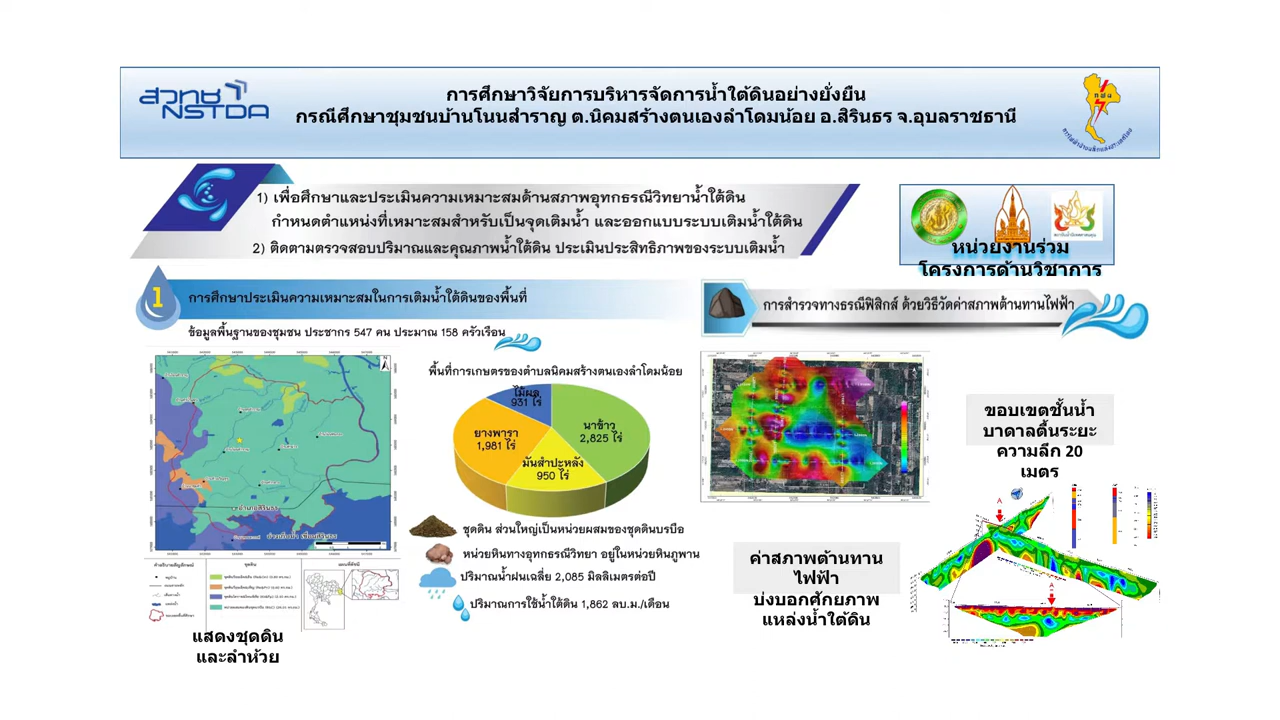 สวทช
NSTDA
การศึกษาวิจัยการบริหารจัดการน้ำใต้ดินอย่างยั่งยืน
กรณีศึกษาชุมชนบ้านโนนสำราญ ต.นิคมสร้างตนเองลำโดมน้อย อ.สิรินธร จ.อุบลราชธานี
กฟผ
การไฟฟ้าฝ่ายผลิตแห่งประเทศไทย
1) เพื่อศึกษาและประเมินความเหมาะสมด้านสภาพอุทกธรณีวิทยาน้ำใต้ดิน
กำหนดตำแหน่งที่เหมาะสมสำหรับเป็นจุดเติมน้ำ และออกแบบระบบเติมน้ำใต้ดิน
2) ติดตามตรวจสอบปริมาณและคุณภาพน้ำใต้ดิน ประเมินประสิทธิภาพของระบบเติมน้ำ
หน่วยงานร่วม
โครงการด้านวิชาการ
1
การศึกษาประเมินความเหมาะสมในการเติมน้ำใต้ดินของพื้นที่
ข้อมูลพื้นฐานของชุมชน ประชากร 547 คน ประมาณ 158 ครัวเรือน
การสำรวจทางธรณีฟิสิกส์ ด้วยวิธีวัดค่าสภาพต้านทานไฟฟ้า
พื้นที่การเกษตรของตำบลนิคมสร้างตนเองลำโดมน้อย
ไม้ผล
931 ไร่
นาข้าว
2,825 ไร่
ยางพารา
1,981 ไร่
มันสำปะหลัง
950 ไร่
ชุดดิน ส่วนใหญ่เป็นหน่วยผสมของชุดดินบรบือ
หน่วยหินทางอุทกธรณีวิทยา อยู่ในหน่วยหินภูพาน
ปริมาณน้ำฝนเฉลี่ย 2,085 มิลลิเมตรต่อปี
ปริมาณการใช้น้ำใต้ดิน 1,862 ลบ.ม./เดือน
แสดงชุดดิน
และลำห้วย
ขอบเขตชั้นน้ำ
บาดาลตื้นระยะ
ความลึก 20
เมตร
ค่าสภาพต้านทาน
ไฟฟ้า
บ่งบอกศักยภาพ
แหล่งน้ำใต้ดิน
A
A